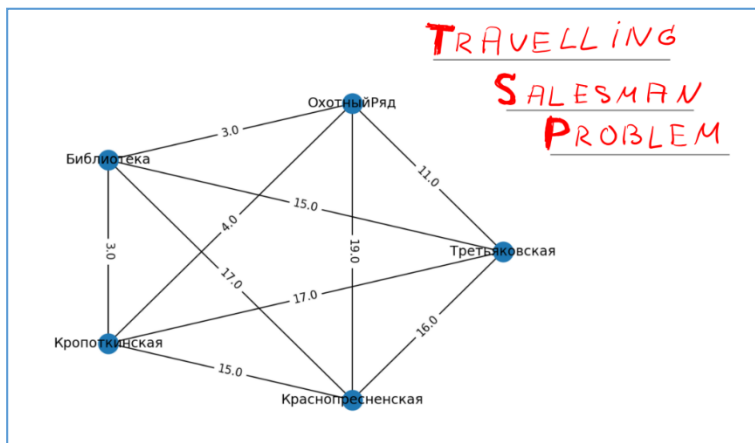 TRAVELLING
SALESMAN
PROBLEM
ОхотныйРяд
3.0
Библиотека
11.0
15.0
4.0
3.0
19.0
Третьяковская
17.0
17.0
16.0
Кропоткинская
15.0
Краснопресненская